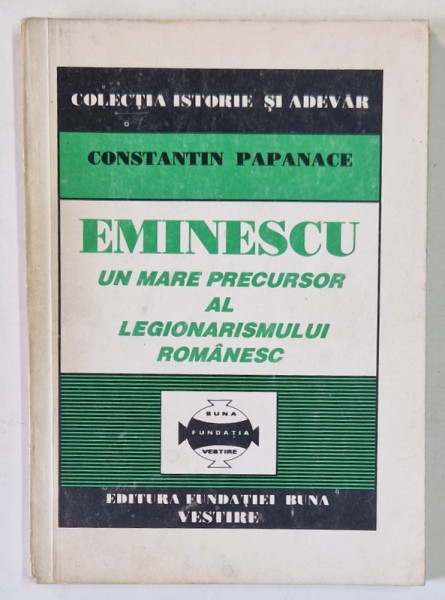 COLECȚIA ISTORIE ȘI ADEVĂR
CONSTANTIN PAPANACE
EMINESCU
UN MARE PRECURSOR
AL
LEGIONARISMULUI
ROMÂNESC
BUNA
FUNDAȚIA
VESTIRE
EDITURA FUNDAȚIEI BUNA
VESTIRE